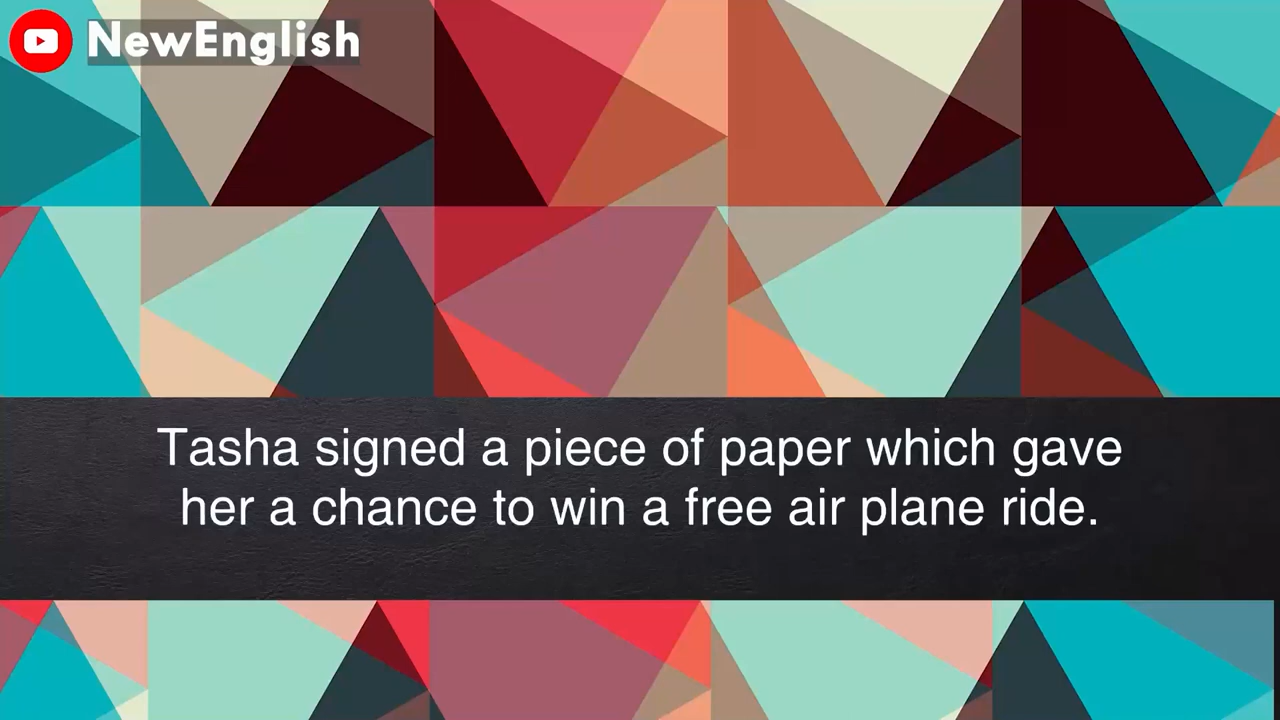 NewEnglish
Tasha signed a piece of paper which gave
her a chance to win a free air plane ride.